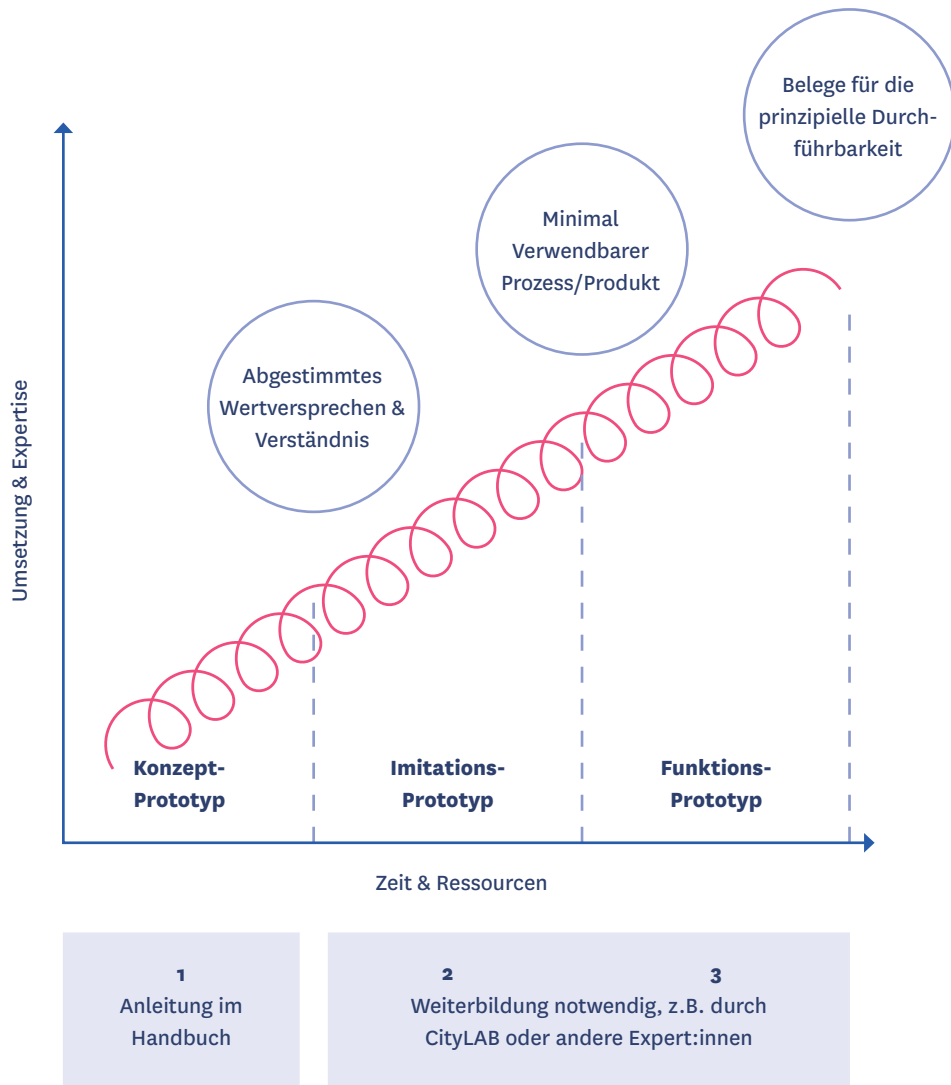 Belege für die
prinzipielle Durch-
führbarkeit
Minimal
Verwendbarer
Prozess/Produkt
Abgestimmtes
Wertversprechen &
Verständnis
Umsetzung & Expertise
Konzept-
Prototyp
Imitations-
Prototyp
Funktions-
Prototyp
Zeit & Ressourcen
1
Anleitung im
Handbuch
2 3
Weiterbildung notwendig, z.B. durch
CityLAB oder andere Expert:innen